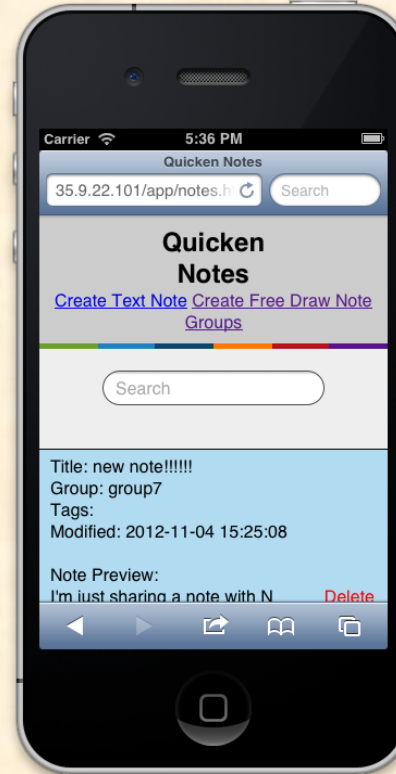 Carrier 5:36 PM
Quicken Notes
35.9.22.101/app/notes.h Search
Quicken
Notes
Create Text Note Create Free Draw Note
Groups
Search
Title: new note!!!!!!
Group: group7
Tags:
Modified: 2012-11-04 15:25:08
Note Preview:
I'm just sharing a note with N Delete